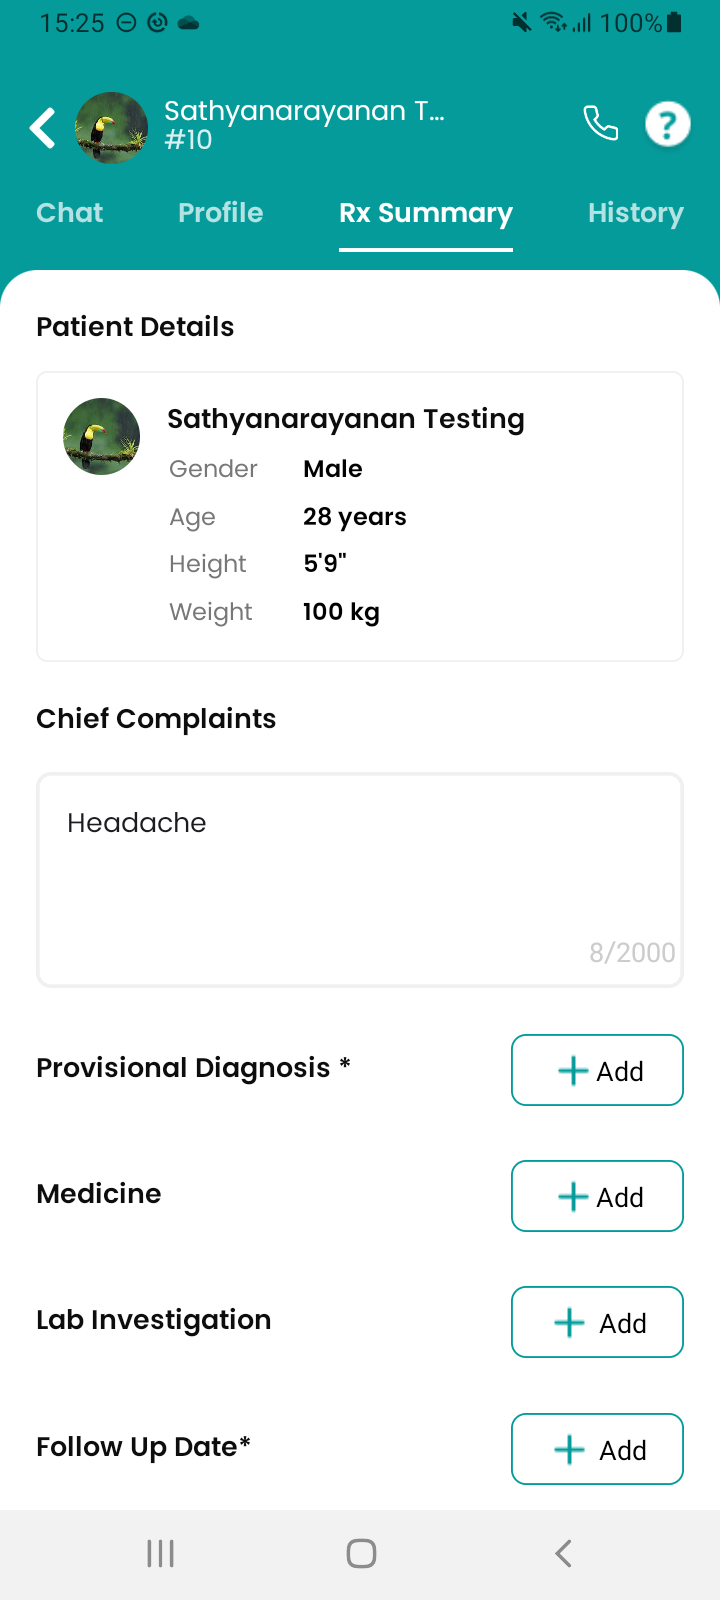 15:25 100%
Sathyanarayanan T...
#10
?
Chat Profile Rx Summary History
Patient Details
Sathyanarayanan Testing
Gender Male
Age 28 years
Height 5'9"
Weight 100 kg
Chief Complaints
Headache
8/2000
Provisional Diagnosis * + Add
Medicine + Add
Lab Investigation + Add
Follow Up Date* + Add